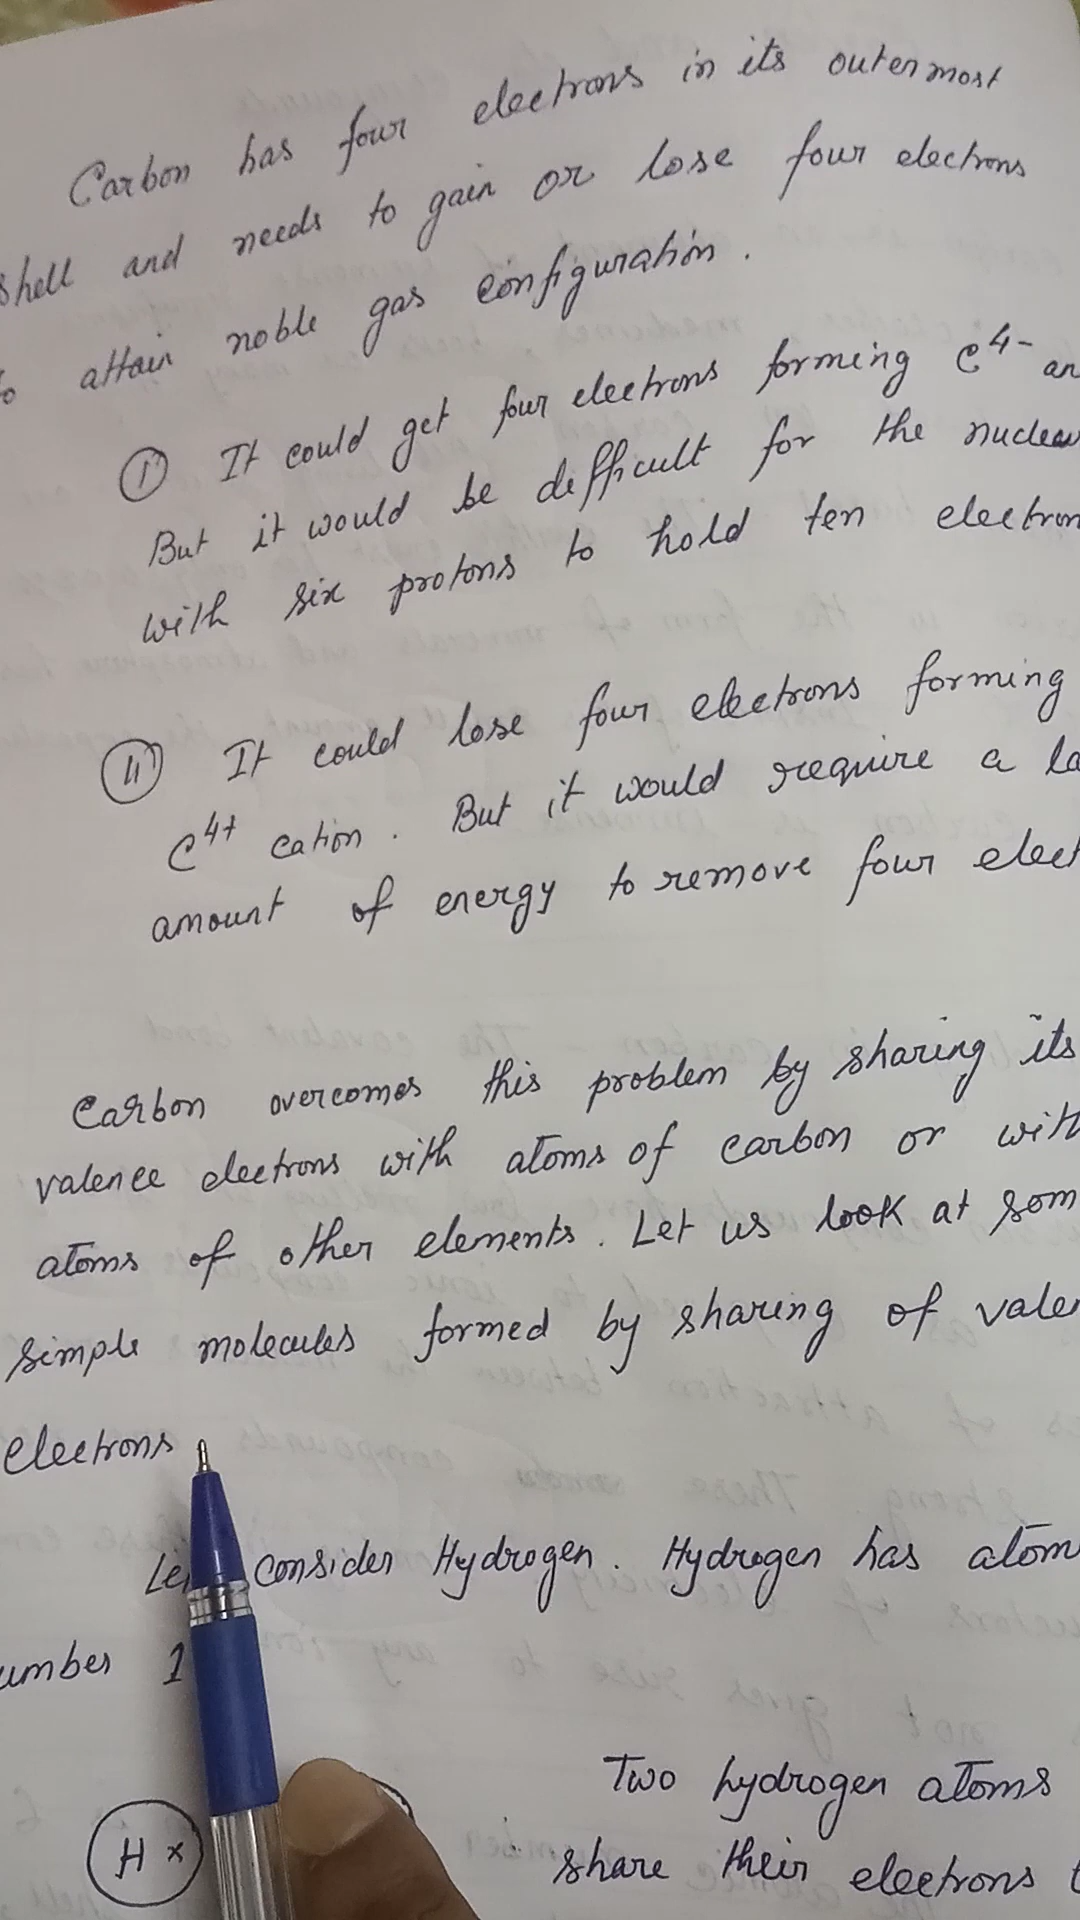 Carbon has four electrons in its outermost
shell and needs to gain or lose four electrons
to attain noble gas configuration.
(i) It could get four electrons forming C4- an
But it would be difficult for the nucleu
with six protons to hold ten electron
(ii) It could lose four electrons forming
C4+ cation. But it would require a la
amount of energy to remove four elect
Carbon overcomes this problem by sharing its
valence electrons with atoms of carbon or with
atoms of other elements. Let us look at som
simple molecules formed by sharing of vale
electrons
Let consider Hydrogen. Hydrogen has atom
umber 1
Two hydrogen atoms
H x
share their electrons t